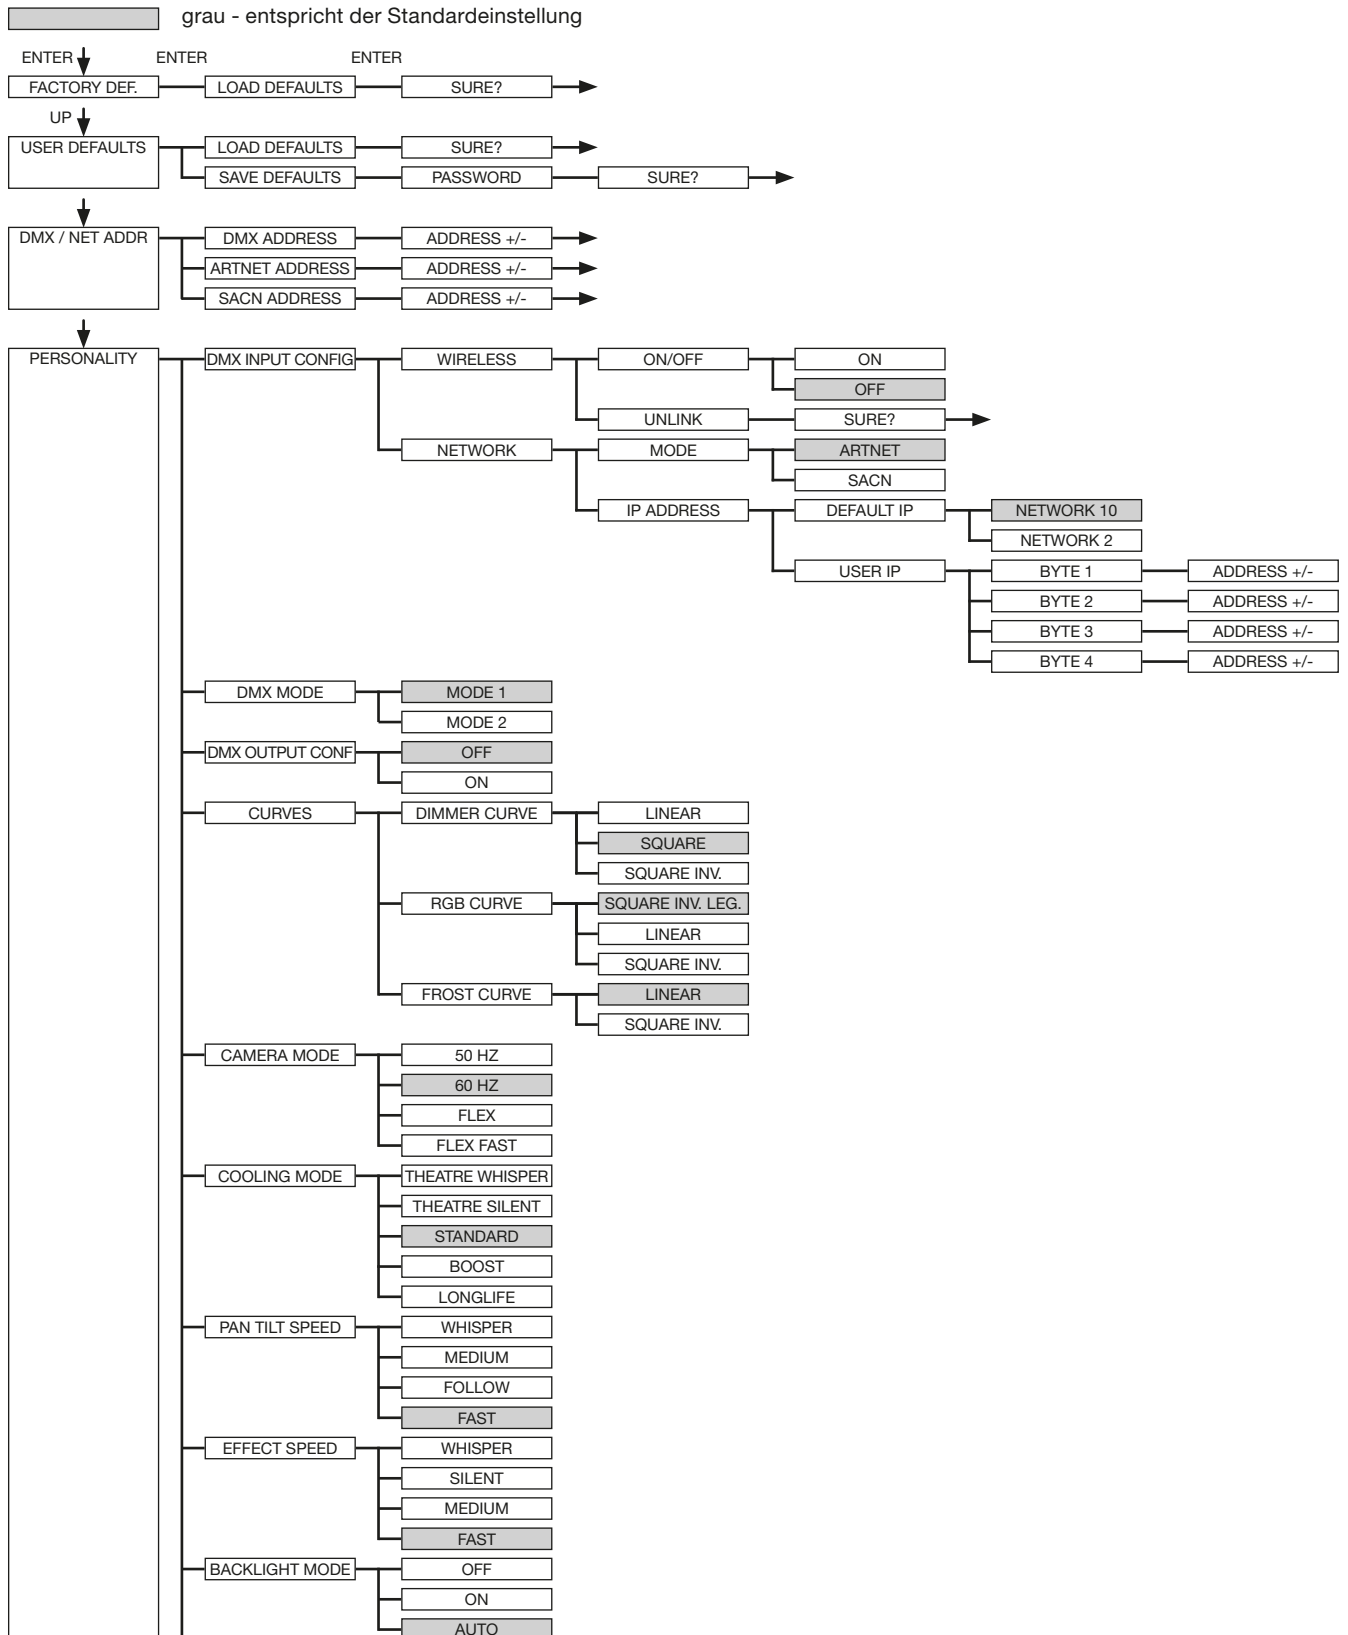 grau - entspricht der Standardeinstellung
ENTER ENTER ENTER
FACTORY DEF. LOAD DEFAULTS SURE?
UP
USER DEFAULTS LOAD DEFAULTS SURE?
SAVE DEFAULTS PASSWORD SURE?
DMX / NET ADDR DMX ADDRESS ADDRESS +/-
ARTNET ADDRESS ADDRESS +/-
SACN ADDRESS ADDRESS +/-
PERSONALITY DMX INPUT CONFIG WIRELESS ON/OFF ON
OFF
UNLINK SURE?
NETWORK MODE ARTNET
SACN
IP ADDRESS DEFAULT IP NETWORK 10
NETWORK 2
USER IP BYTE 1 ADDRESS +/-
BYTE 2 ADDRESS +/-
BYTE 3 ADDRESS +/-
BYTE 4 ADDRESS +/-
DMX MODE MODE 1
MODE 2
DMX OUTPUT CONF OFF
ON
CURVES DIMMER CURVE LINEAR
SQUARE
SQUARE INV.
RGB CURVE SQUARE INV. LEG.
LINEAR
SQUARE INV.
FROST CURVE LINEAR
SQUARE INV.
CAMERA MODE 50 HZ
60 HZ
FLEX
FLEX FAST
COOLING MODE THEATRE WHISPER
THEATRE SILENT
STANDARD
BOOST
LONGLIFE
PAN TILT SPEED WHISPER
MEDIUM
FOLLOW
FAST
EFFECT SPEED WHISPER
SILENT
MEDIUM
FAST
BACKLIGHT MODE OFF
ON
AUTO